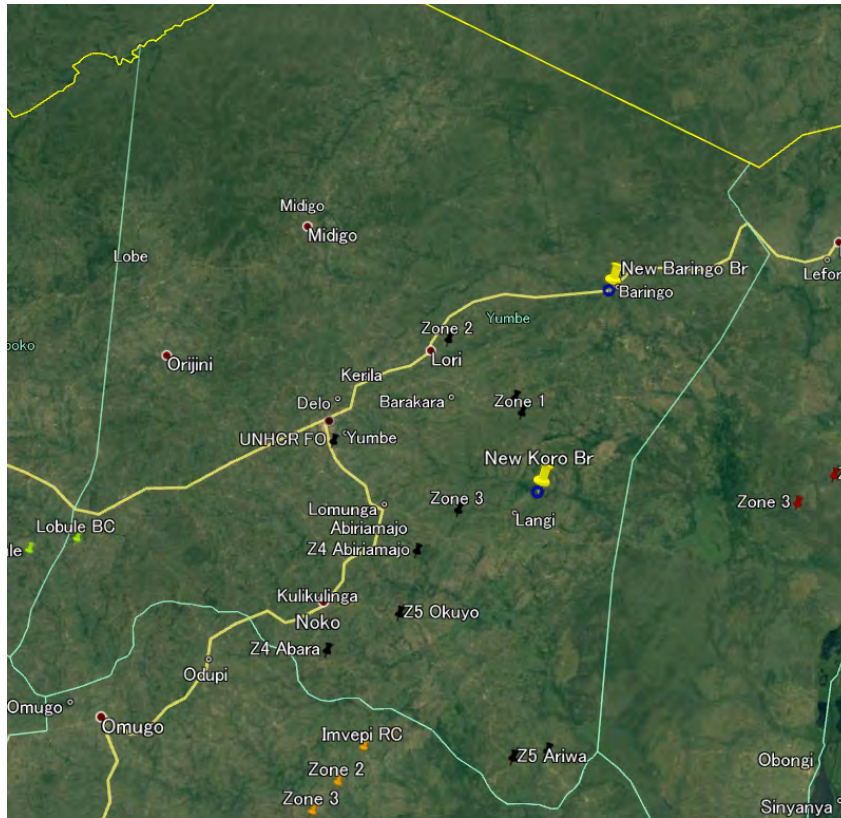 Midigo
Midigo
Lobe
New Baringo Br
Baringo
Lefor
Zone 2
Yumbe
Lori
oko
Orijini
Kerila
Delo
Barakara
Zone 1
UNHCR FO
Yumbe
New Koro Br
Zone 3
Zone 3
Lomunga
Langi
Lobule BC
Abiriamajo
Z4 Abiriamajo
Kulikulinga
Noko
Z5 Okuyo
Z4 Abara
Odupi
Omugo
Omugo
Imvepi RC
Z5 Ariwa
Zone 2
Obongi
Zone 3
Sinyanya